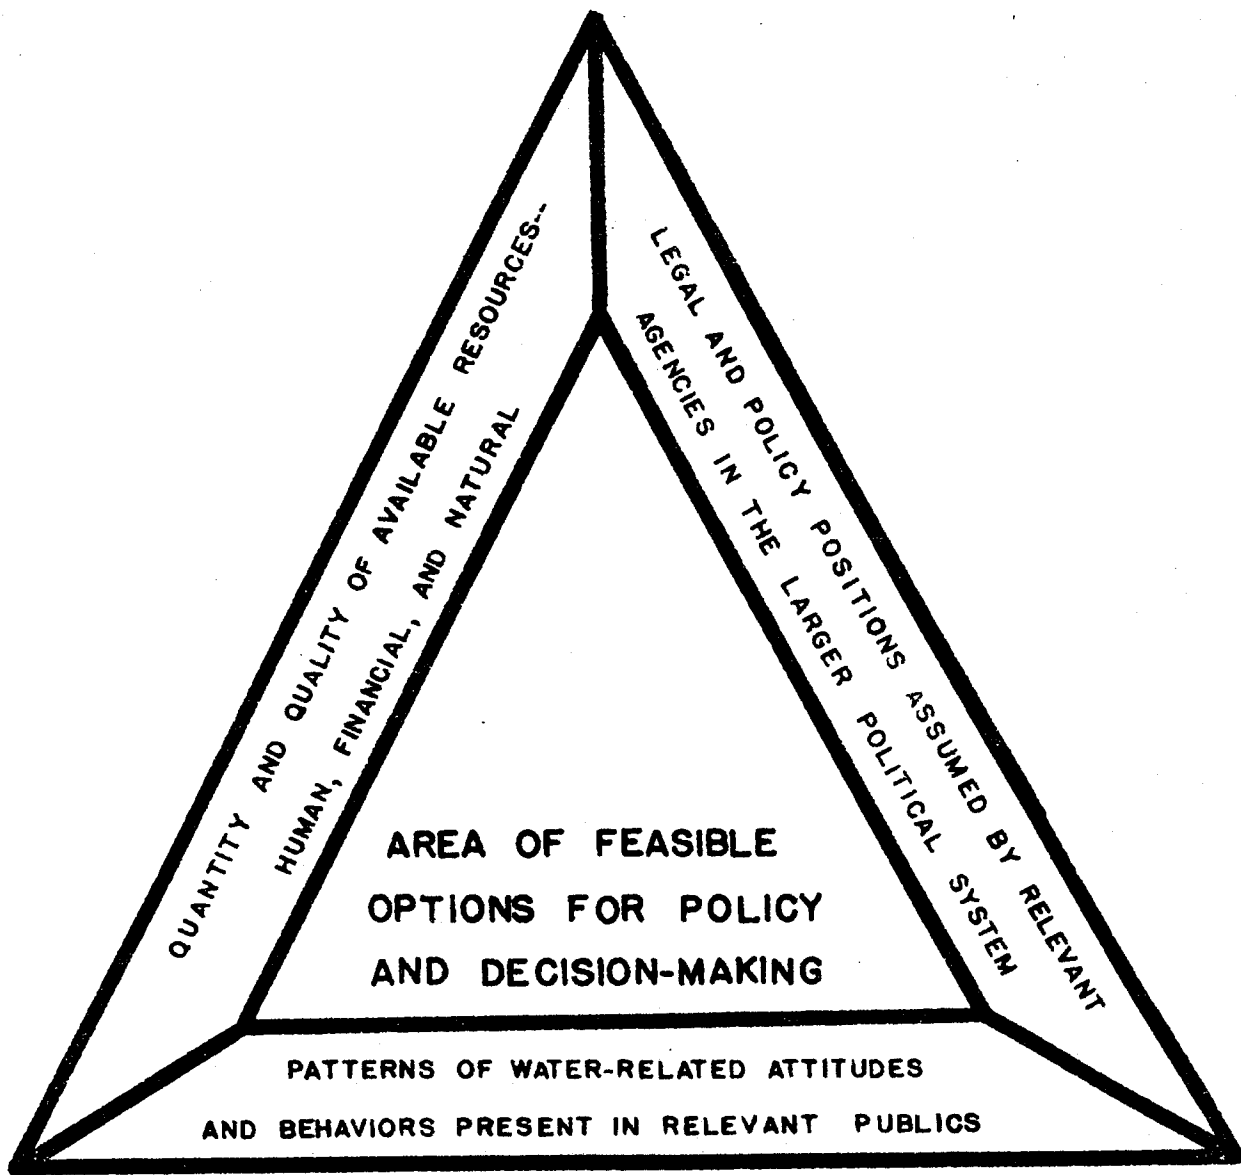 QUANTITY AND QUALITY OF AVAILABLE RESOURCES--
HUMAN, FINANCIAL, AND NATURAL
LEGAL AND POLICY POSITIONS ASSUMED BY RELEVANT
AGENCIES IN THE LARGER POLITICAL SYSTEM
AREA OF FEASIBLE
OPTIONS FOR POLICY
AND DECISION-MAKING
PATTERNS OF WATER-RELATED ATTITUDES
AND BEHAVIORS PRESENT IN RELEVANT PUBLICS